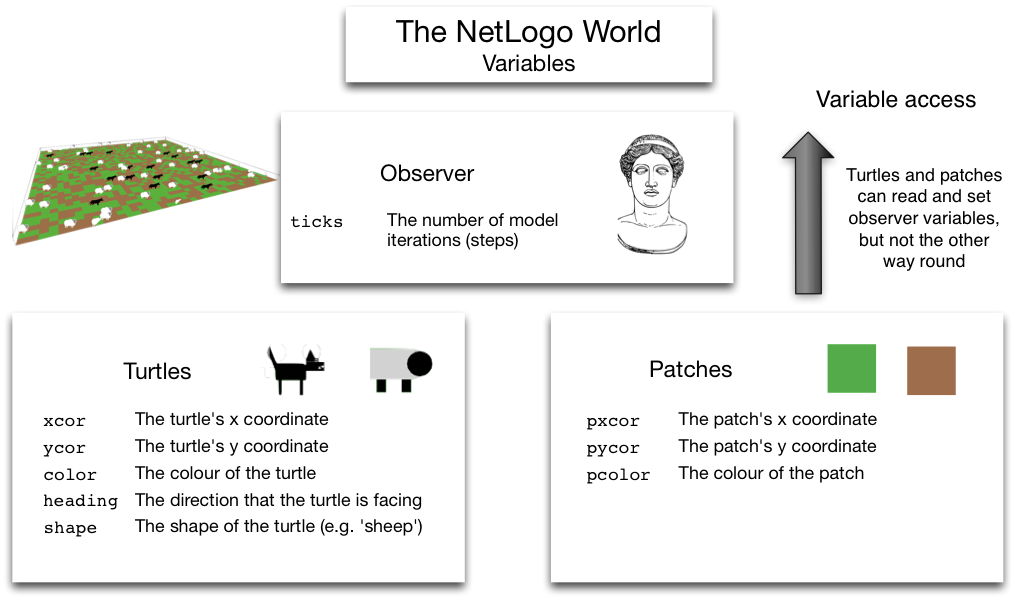 The NetLogo World
Variables
Variable access
Observer
ticks The number of model
iterations (steps)
Turtles and patches
can read and set
observer variables,
but not the other
way round
Turtles
xcor The turtle's x coordinate
ycor The turtle's y coordinate
color The colour of the turtle
heading The direction that the turtle is facing
shape The shape of the turtle (e.g. 'sheep')
Patches
pxcor The patch's x coordinate
pycor The patch's y coordinate
pcolor The colour of the patch